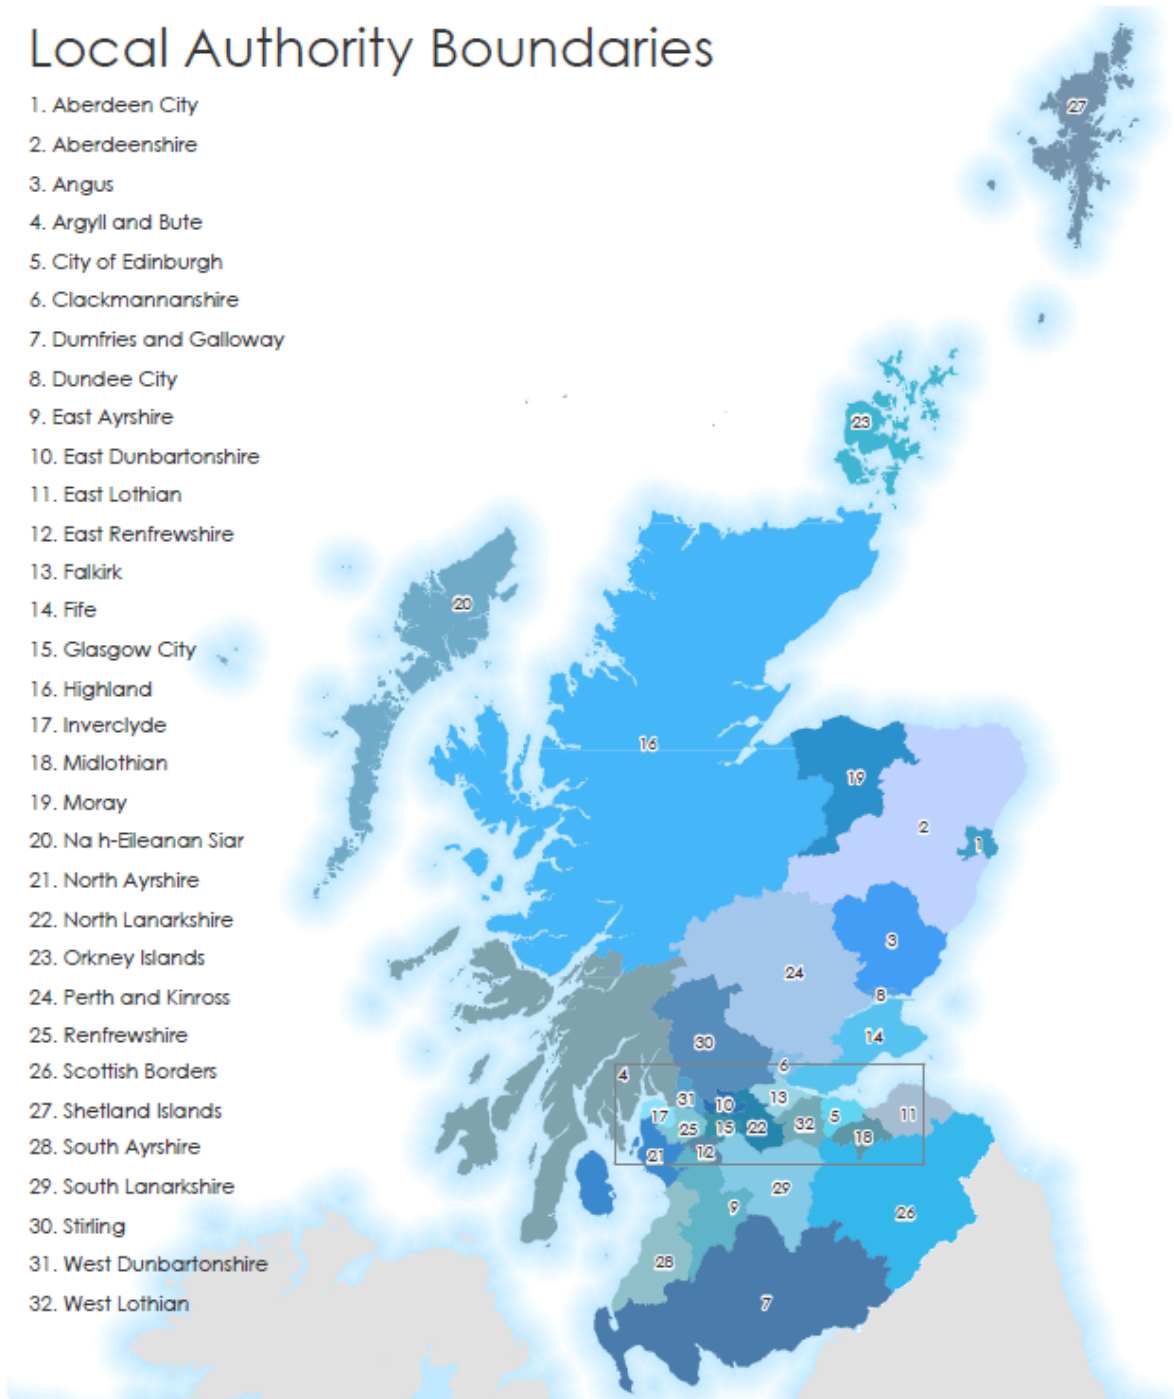 Local Authority Boundaries
1. Aberdeen City
2. Aberdeenshire
3. Angus
4. Argyll and Bute
5. City of Edinburgh
6. Clackmannanshire
7. Dumfries and Galloway
8. Dundee City
9. East Ayrshire
10. East Dunbartonshire
11. East Lothian
12. East Renfrewshire
13. Falkirk
14. Fife
15. Glasgow City
16. Highland
17. Inverclyde
18. Midlothian
19. Moray
20. Na h-Eileanan Siar
21. North Ayrshire
22. North Lanarkshire
23. Orkney Islands
24. Perth and Kinross
25. Renfrewshire
26. Scottish Borders
27. Shetland Islands
28. South Ayrshire
29. South Lanarkshire
30. Stirling
31. West Dunbartonshire
32. West Lothian
27
23
20
16
19
2
1
3
24
8
14
30
6
4
31
10
13
17
25
15
22
32
5
18
11
21
12
29
9
26
28
7